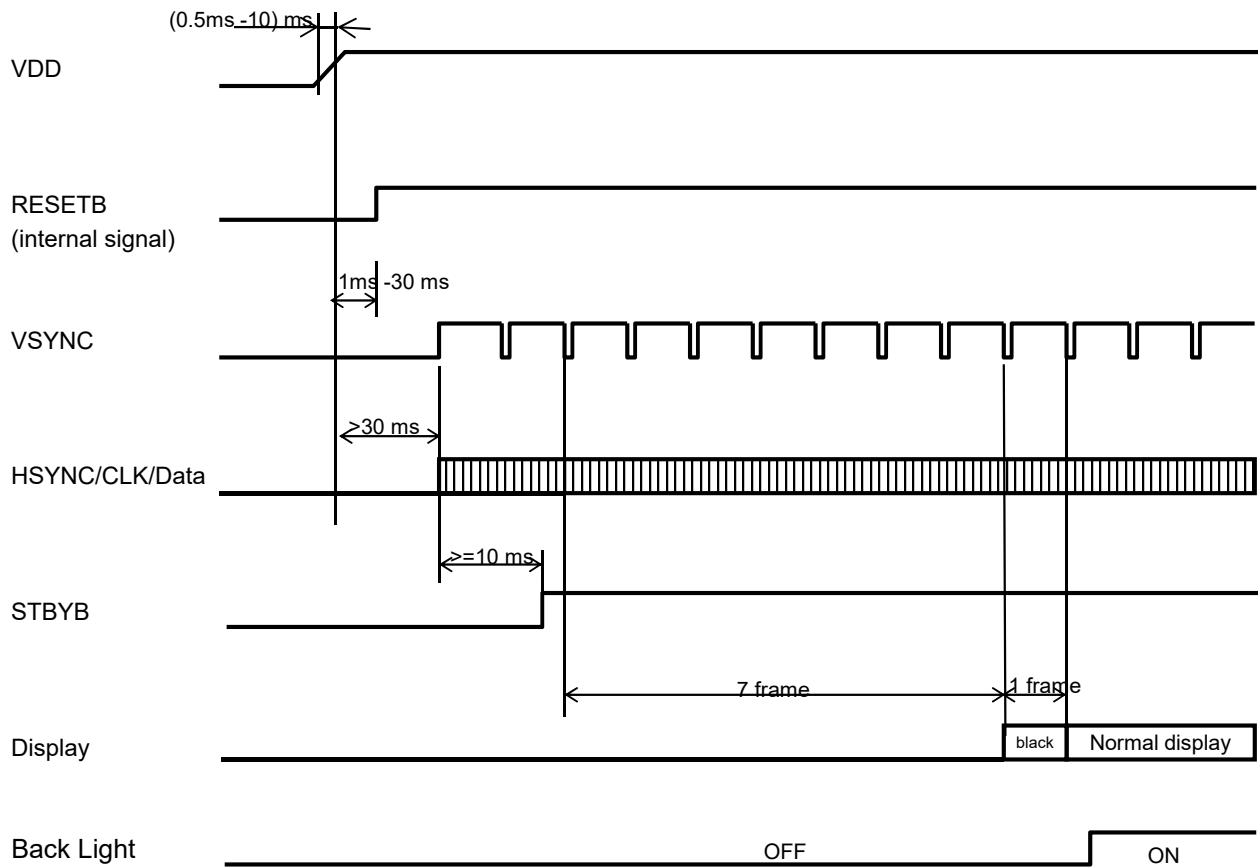 (0.5ms -10) ms
VDD
RESETB
(internal signal)
1ms -30 ms
VSYNC
>30 ms
HSYNC/CLK/Data
>=10 ms
STBYB
7 frame
1 frame
Display
black
Normal display
Back Light
OFF
ON